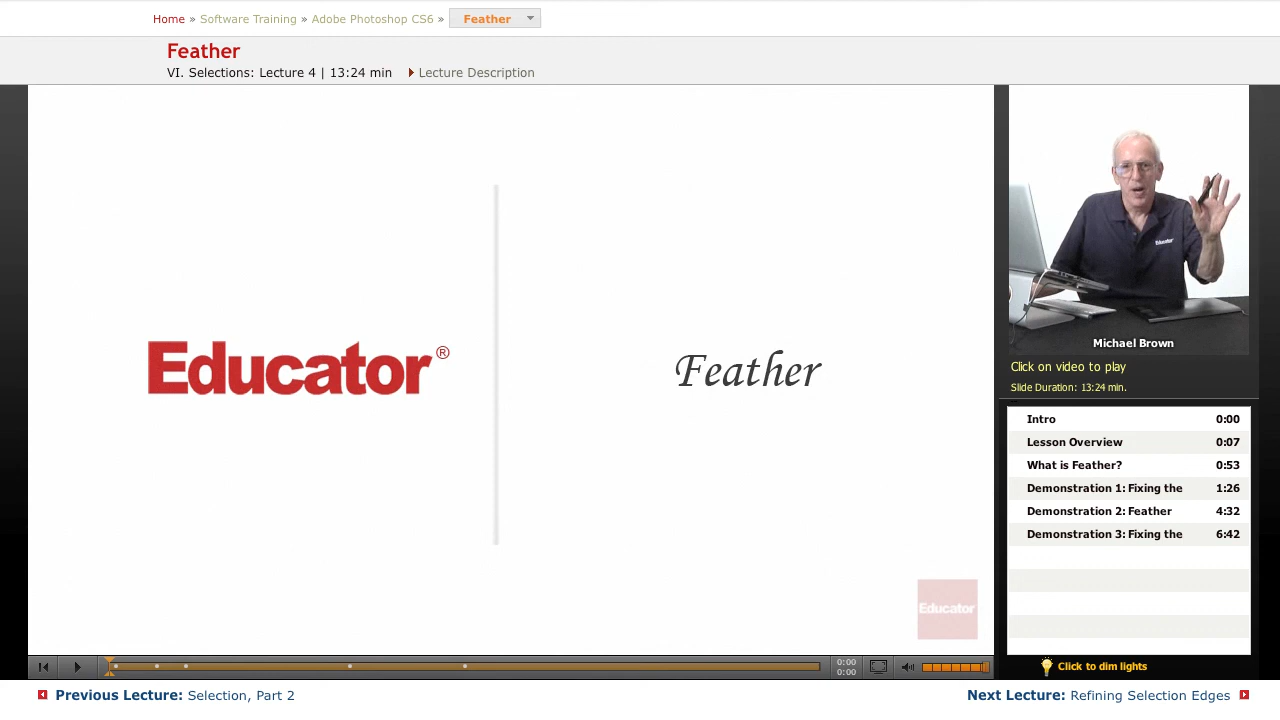 Home » Software Training » Adobe Photoshop CS6 » Feather
Feather
VI. Selections: Lecture 4 | 13:24 min Lecture Description
Educator®
Feather
Educator
Educator
Michael Brown
Click on video to play
Slide Duration: 13:24 min.
Intro 0:00
Lesson Overview 0:07
What is Feather? 0:53
Demonstration 1: Fixing the 1:26
Demonstration 2: Feather 4:32
Demonstration 3: Fixing the 6:42
0:00
0:00
Click to dim lights
Previous Lecture: Selection, Part 2
Next Lecture: Refining Selection Edges